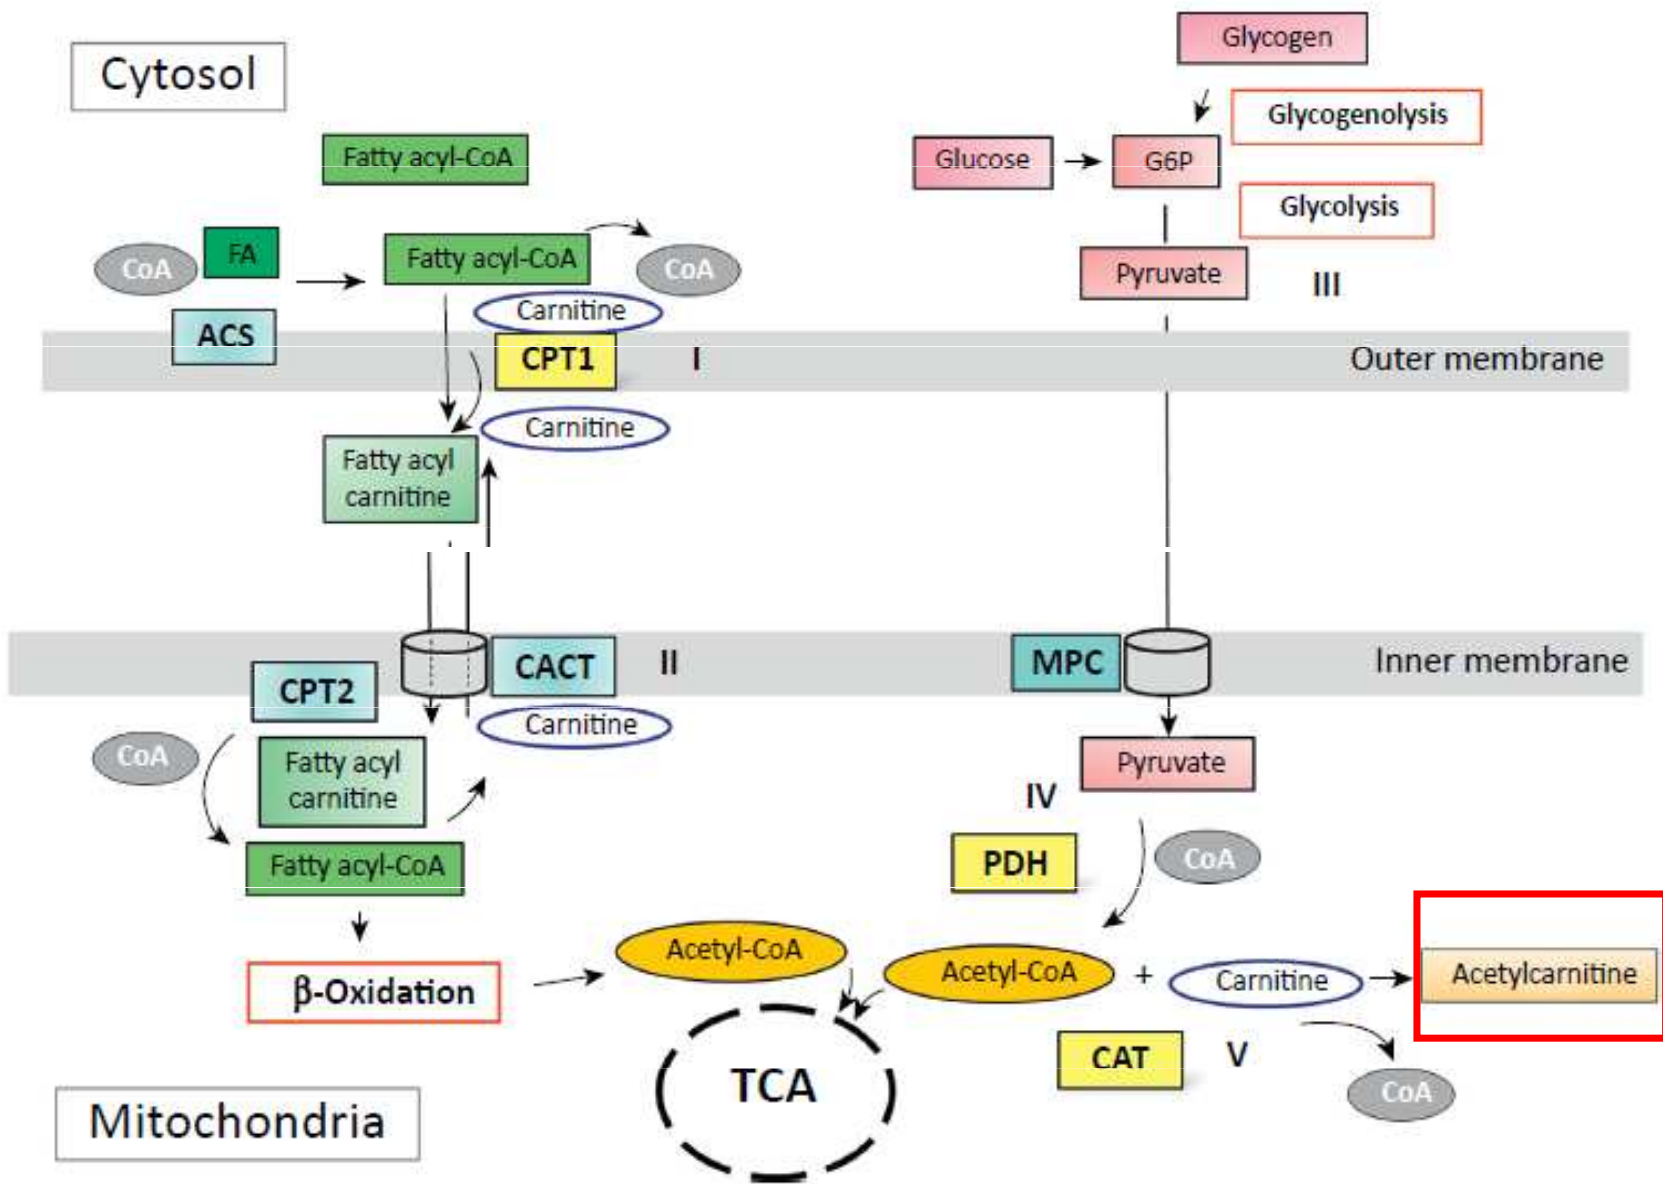 Cytosol
Glycogen
Glycogenolysis
Fatty acyl-CoA
Glucose
G6P
Glycolysis
CoA
FA
Fatty acyl-CoA
CoA
Pyruvate
III
Carnitine
ACS
CPT1
I
Outer membrane
Carnitine
Fatty acyl
carnitine
CPT2
CACT
II
MPC
Inner membrane
Carnitine
CoA
Fatty acyl
carnitine
Pyruvate
IV
Fatty acyl-CoA
PDH
CoA
β-Oxidation
Acetyl-CoA
Acetyl-CoA
+
Carnitine
Acetylcarnitine
CAT
V
TCA
CoA
Mitochondria